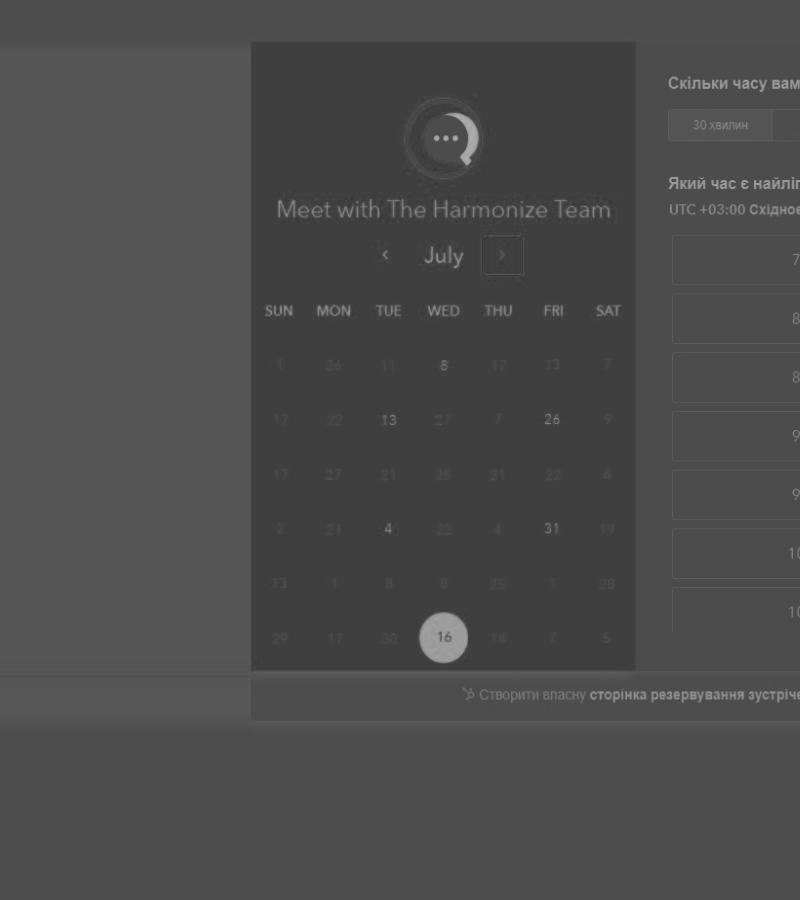 Meet with The Harmonize Team
July
SUN MON TUE WED THU FRI SAT
1 26 11 8 17 13 7
17 22 13 27 7 26 9
17 27 21 25 21 22 6
2 21 4 22 4 31 19
13 1 8 8 25 1 28
29 17 30 16 14 7 5
Скільки часу вам
30 хвилин
Який час є найліп
UTC +03:00 Східноє
7
8
8
9
9
10
10
Створити власну сторінка резервування зустріче